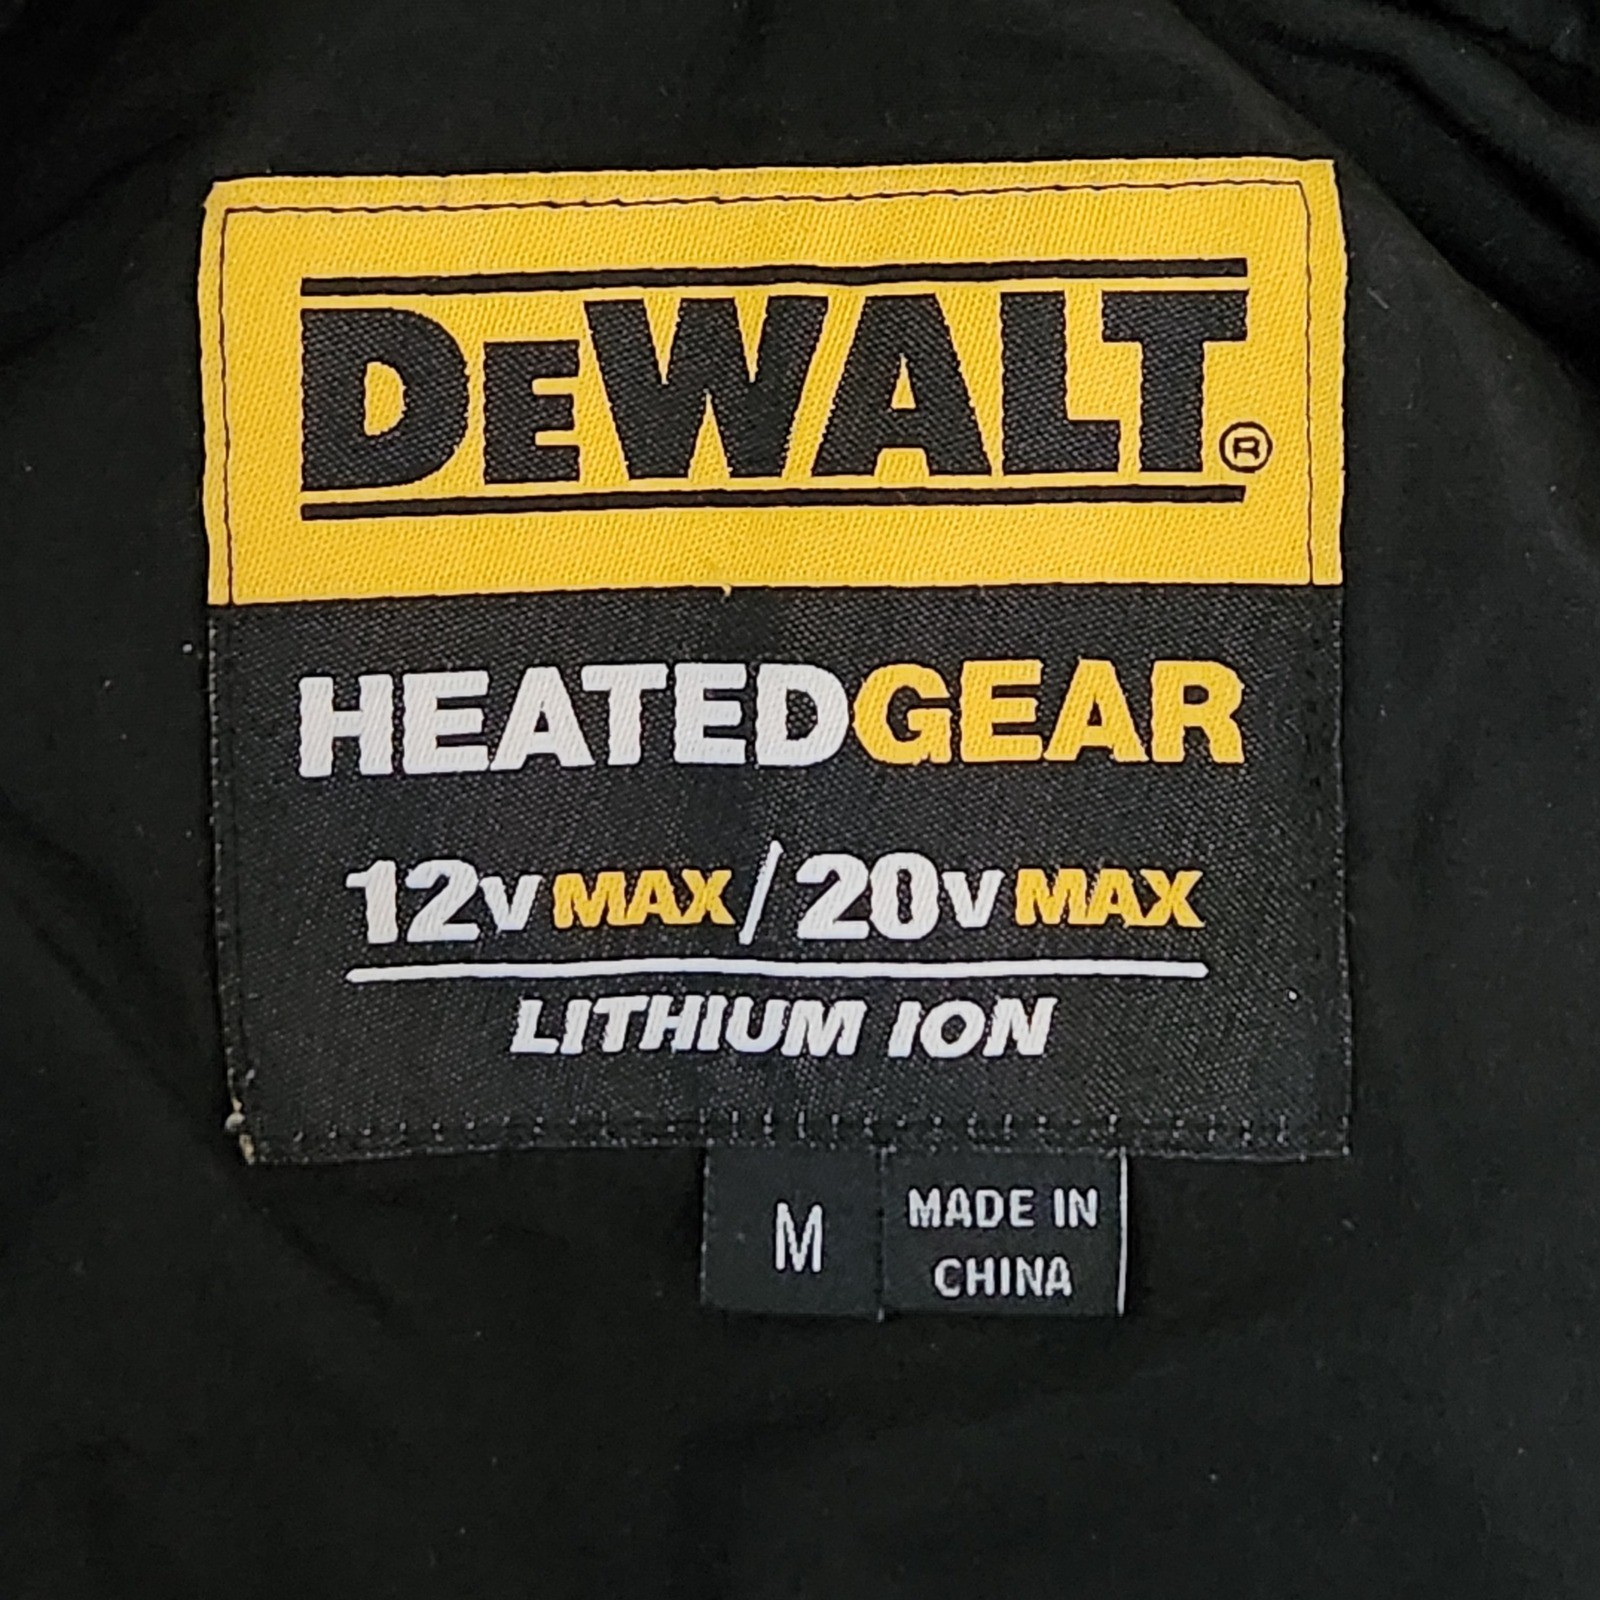 DEWALT®
HEATEDGEAR
12V MAX / 20V MAX
LITHIUM ION
M
MADE IN
CHINA